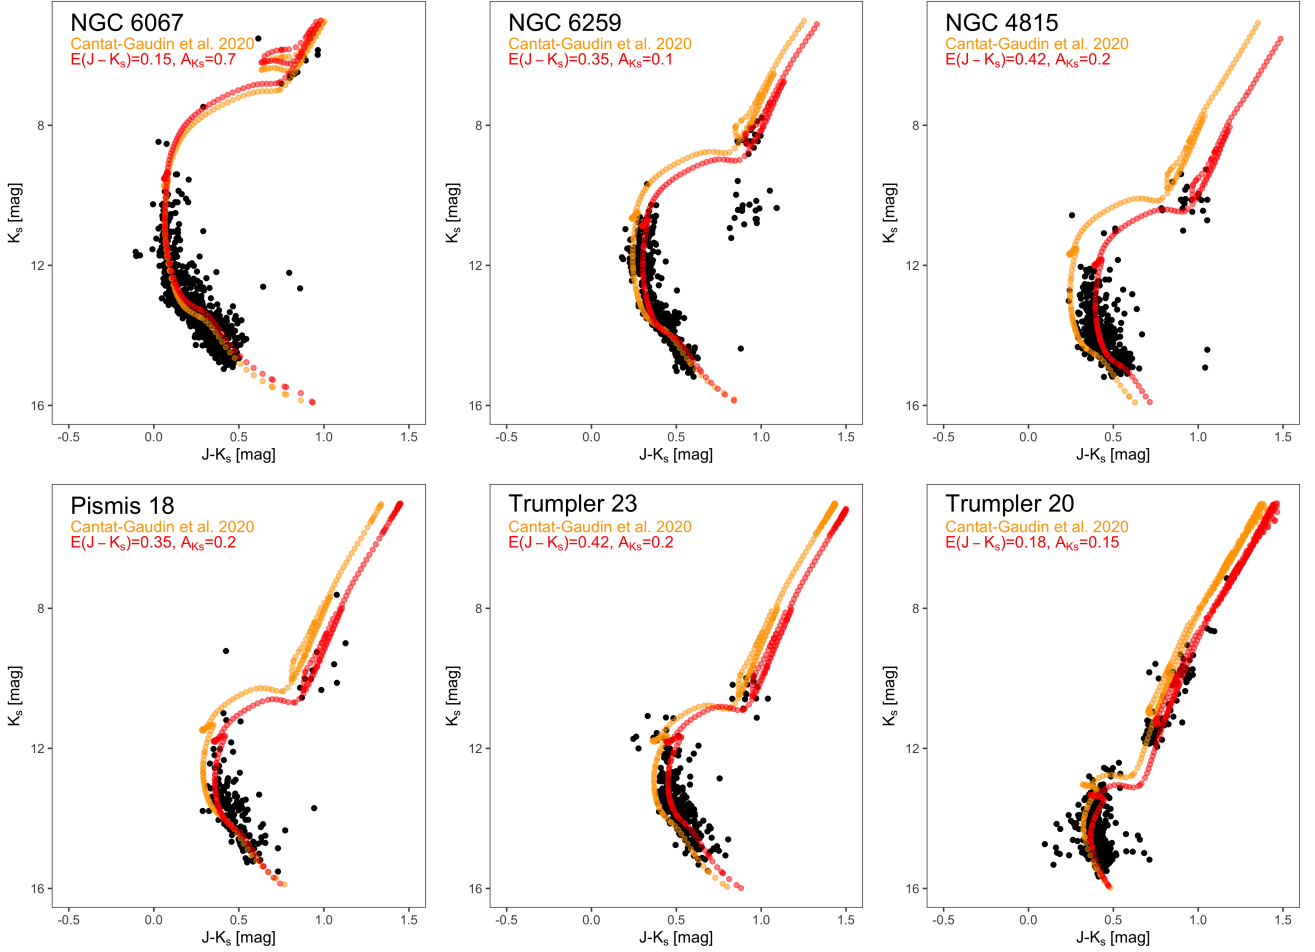 NGC 6067
Cantat-Gaudin et al. 2020
E(J−Ks)=0.15, AKs=0.7
8
12
16
Ks [mag]
-0.5 0.0 0.5 1.0 1.5
J-Ks [mag]
NGC 6259
Cantat-Gaudin et al. 2020
E(J−Ks)=0.35, AKs=0.1
8
12
16
Ks [mag]
-0.5 0.0 0.5 1.0 1.5
J-Ks [mag]
NGC 4815
Cantat-Gaudin et al. 2020
E(J−Ks)=0.42, AKs=0.2
8
12
16
Ks [mag]
-0.5 0.0 0.5 1.0 1.5
J-Ks [mag]
Pismis 18
Cantat-Gaudin et al. 2020
E(J−Ks)=0.35, AKs=0.2
8
12
16
Ks [mag]
-0.5 0.0 0.5 1.0 1.5
J-Ks [mag]
Trumpler 23
Cantat-Gaudin et al. 2020
E(J−Ks)=0.42, AKs=0.2
8
12
16
Ks [mag]
-0.5 0.0 0.5 1.0 1.5
J-Ks [mag]
Trumpler 20
Cantat-Gaudin et al. 2020
E(J−Ks)=0.18, AKs=0.15
8
12
16
Ks [mag]
-0.5 0.0 0.5 1.0 1.5
J-Ks [mag]